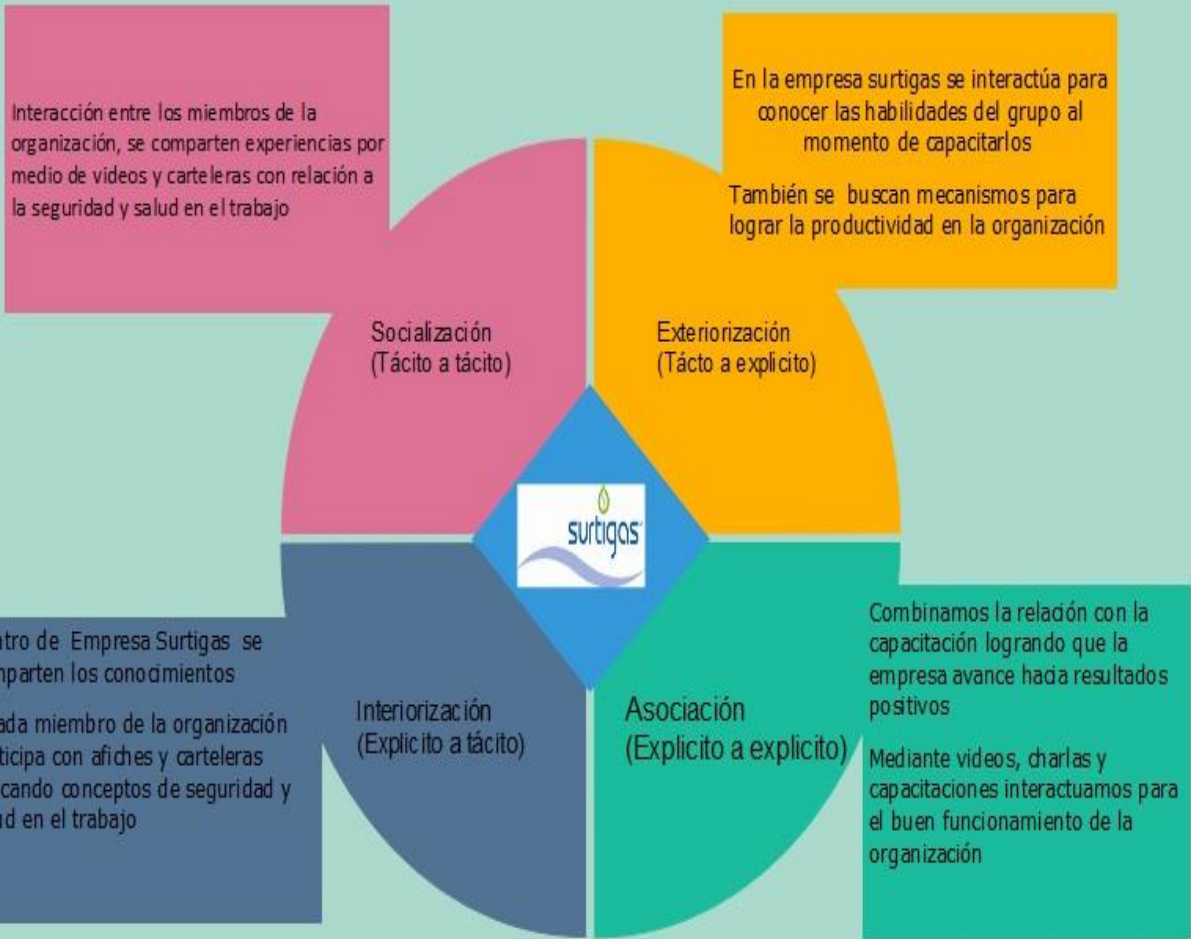 Interacción entre los miembros de la
organización, se comparten experiencias por
medio de videos y carteleras con relación a
la seguridad y salud en el trabajo
En la empresa surtigas se interactúa para
conocer las habilidades del grupo al
momento de capacitarlos
También se buscan mecanismos para
lograr la productividad en la organización
Socialización
(Tácito a tácito)
Exteriorización
(Tácto a explicito)
surtigas
de Empresa Surtigas se
los conocimientos
miembro de la organización
con afiches y carteleras
conceptos de seguridad y
en el trabajo
Interiorización
(Explicito a tácito)
Asociación
(Explicito a explicito)
Combinamos la relación con la
capacitación logrando que la
empresa avance hacia resultados
positivos
Mediante videos, charlas y
capacitaciones interactuamos para
el buen funcionamiento de la
organización